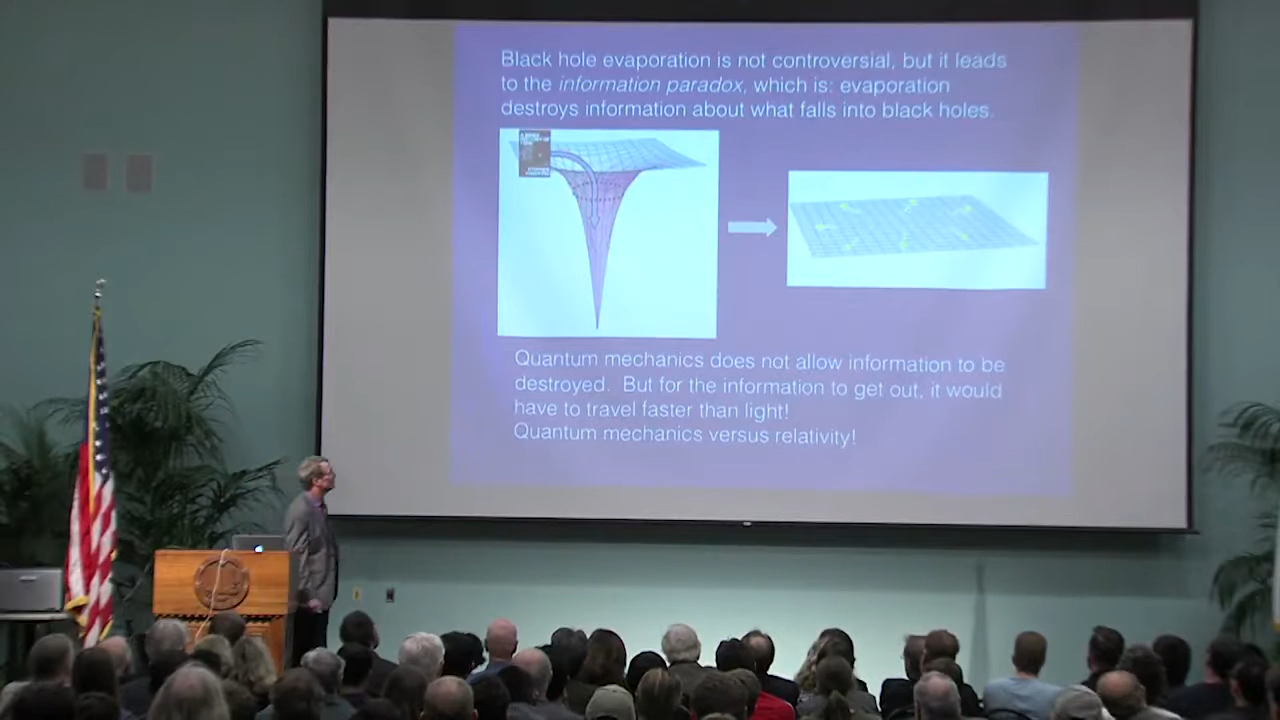 Black hole evaporation is not controversial, but it leads
to the information paradox, which is: evaporation
destroys information about what falls into black holes.
Quantum mechanics does not allow information to be
destroyed. But for the information to get out, it would
have to travel faster than light!
Quantum mechanics versus relativity!